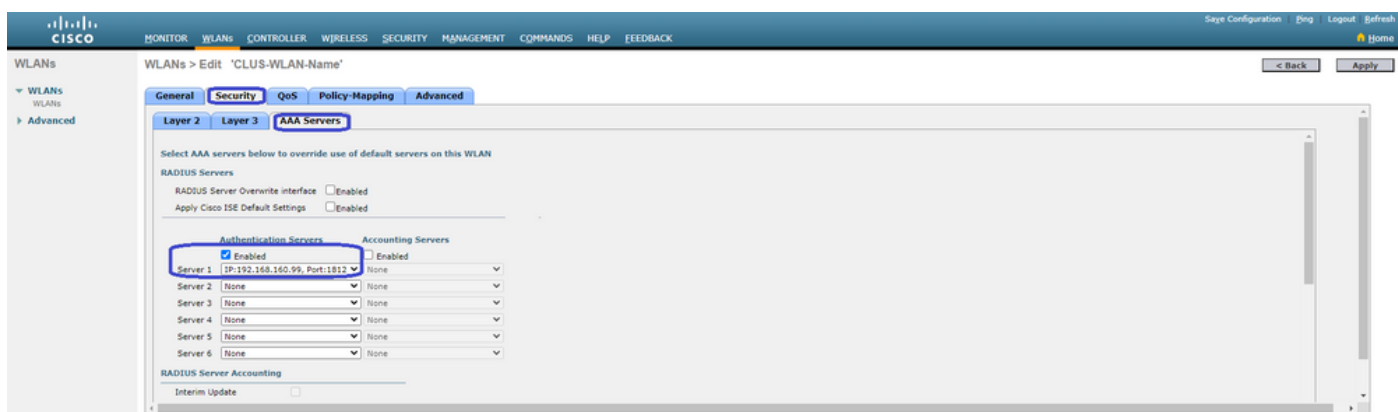 Save Configuration Ping Logout Refresh
CISCO MONITOR WLANs CONTROLLER WIRELESS SECURITY MANAGEMENT COMMANDS HELP FEEDBACK Home
WLANs WLANs > Edit 'CLUS-WLAN-Name' < Back Apply
WLANs
WLANs
Advanced
General Security QoS Policy-Mapping Advanced
Layer 2 Layer 3 AAA Servers
Select AAA servers below to override use of default servers on this WLAN
RADIUS Servers
RADIUS Server Overwrite interface Enabled
Apply Cisco ISE Default Settings Enabled
Authentication Servers Accounting Servers
Enabled Enabled
Server 1 IP:192.168.160.99, Port:1812 None
Server 2 None None
Server 3 None None
Server 4 None None
Server 5 None None
Server 6 None None
RADIUS Server Accounting
Interim Update